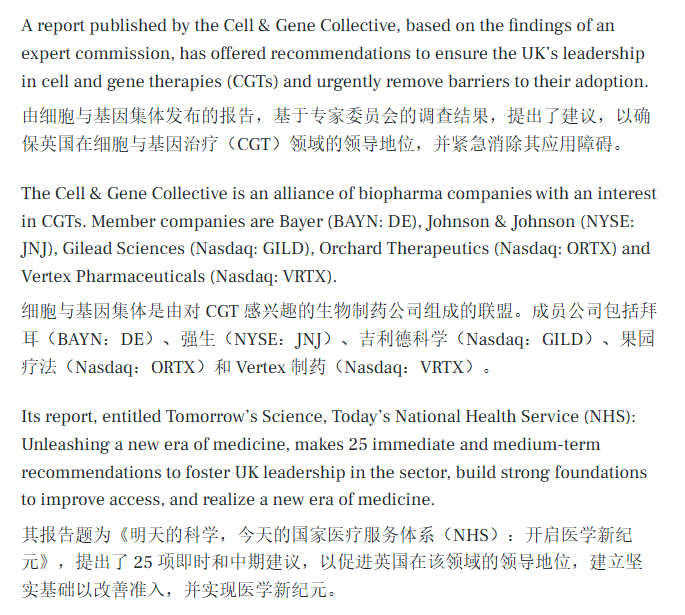 A report published by the Cell & Gene Collective, based on the findings of an
expert commission, has offered recommendations to ensure the UK’s leadership
in cell and gene therapies (CGTs) and urgently remove barriers to their adoption.
由细胞与基因集体发布的报告，基于专家委员会的调查结果，提出了建议，以确
保英国在细胞与基因治疗（CGT）领域的领导地位，并紧急消除其应用障碍。
The Cell & Gene Collective is an alliance of biopharma companies with an interest
in CGTs. Member companies are Bayer (BAYN: DE), Johnson & Johnson (NYSE:
JNJ), Gilead Sciences (Nasdaq: GILD), Orchard Therapeutics (Nasdaq: ORTX) and
Vertex Pharmaceuticals (Nasdaq: VRTX).
细胞与基因集体是由对 CGT 感兴趣的生物制药公司组成的联盟。成员公司包括拜
耳（BAYN：DE）、强生（NYSE：JNJ）、吉利德科学（Nasdaq：GILD）、果园
疗法（Nasdaq：ORTX）和 Vertex 制药（Nasdaq：VRTX）。
Its report, entitled Tomorrow’s Science, Today’s National Health Service (NHS):
Unleashing a new era of medicine, makes 25 immediate and medium-term
recommendations to foster UK leadership in the sector, build strong foundations
to improve access, and realize a new era of medicine.
其报告题为《明天的科学，今天的国家医疗服务体系（NHS）：开启医学新纪
元》，提出了 25 项即时和中期建议，以促进英国在该领域的领导地位，建立坚
实基础以改善准入，并实现医学新纪元。